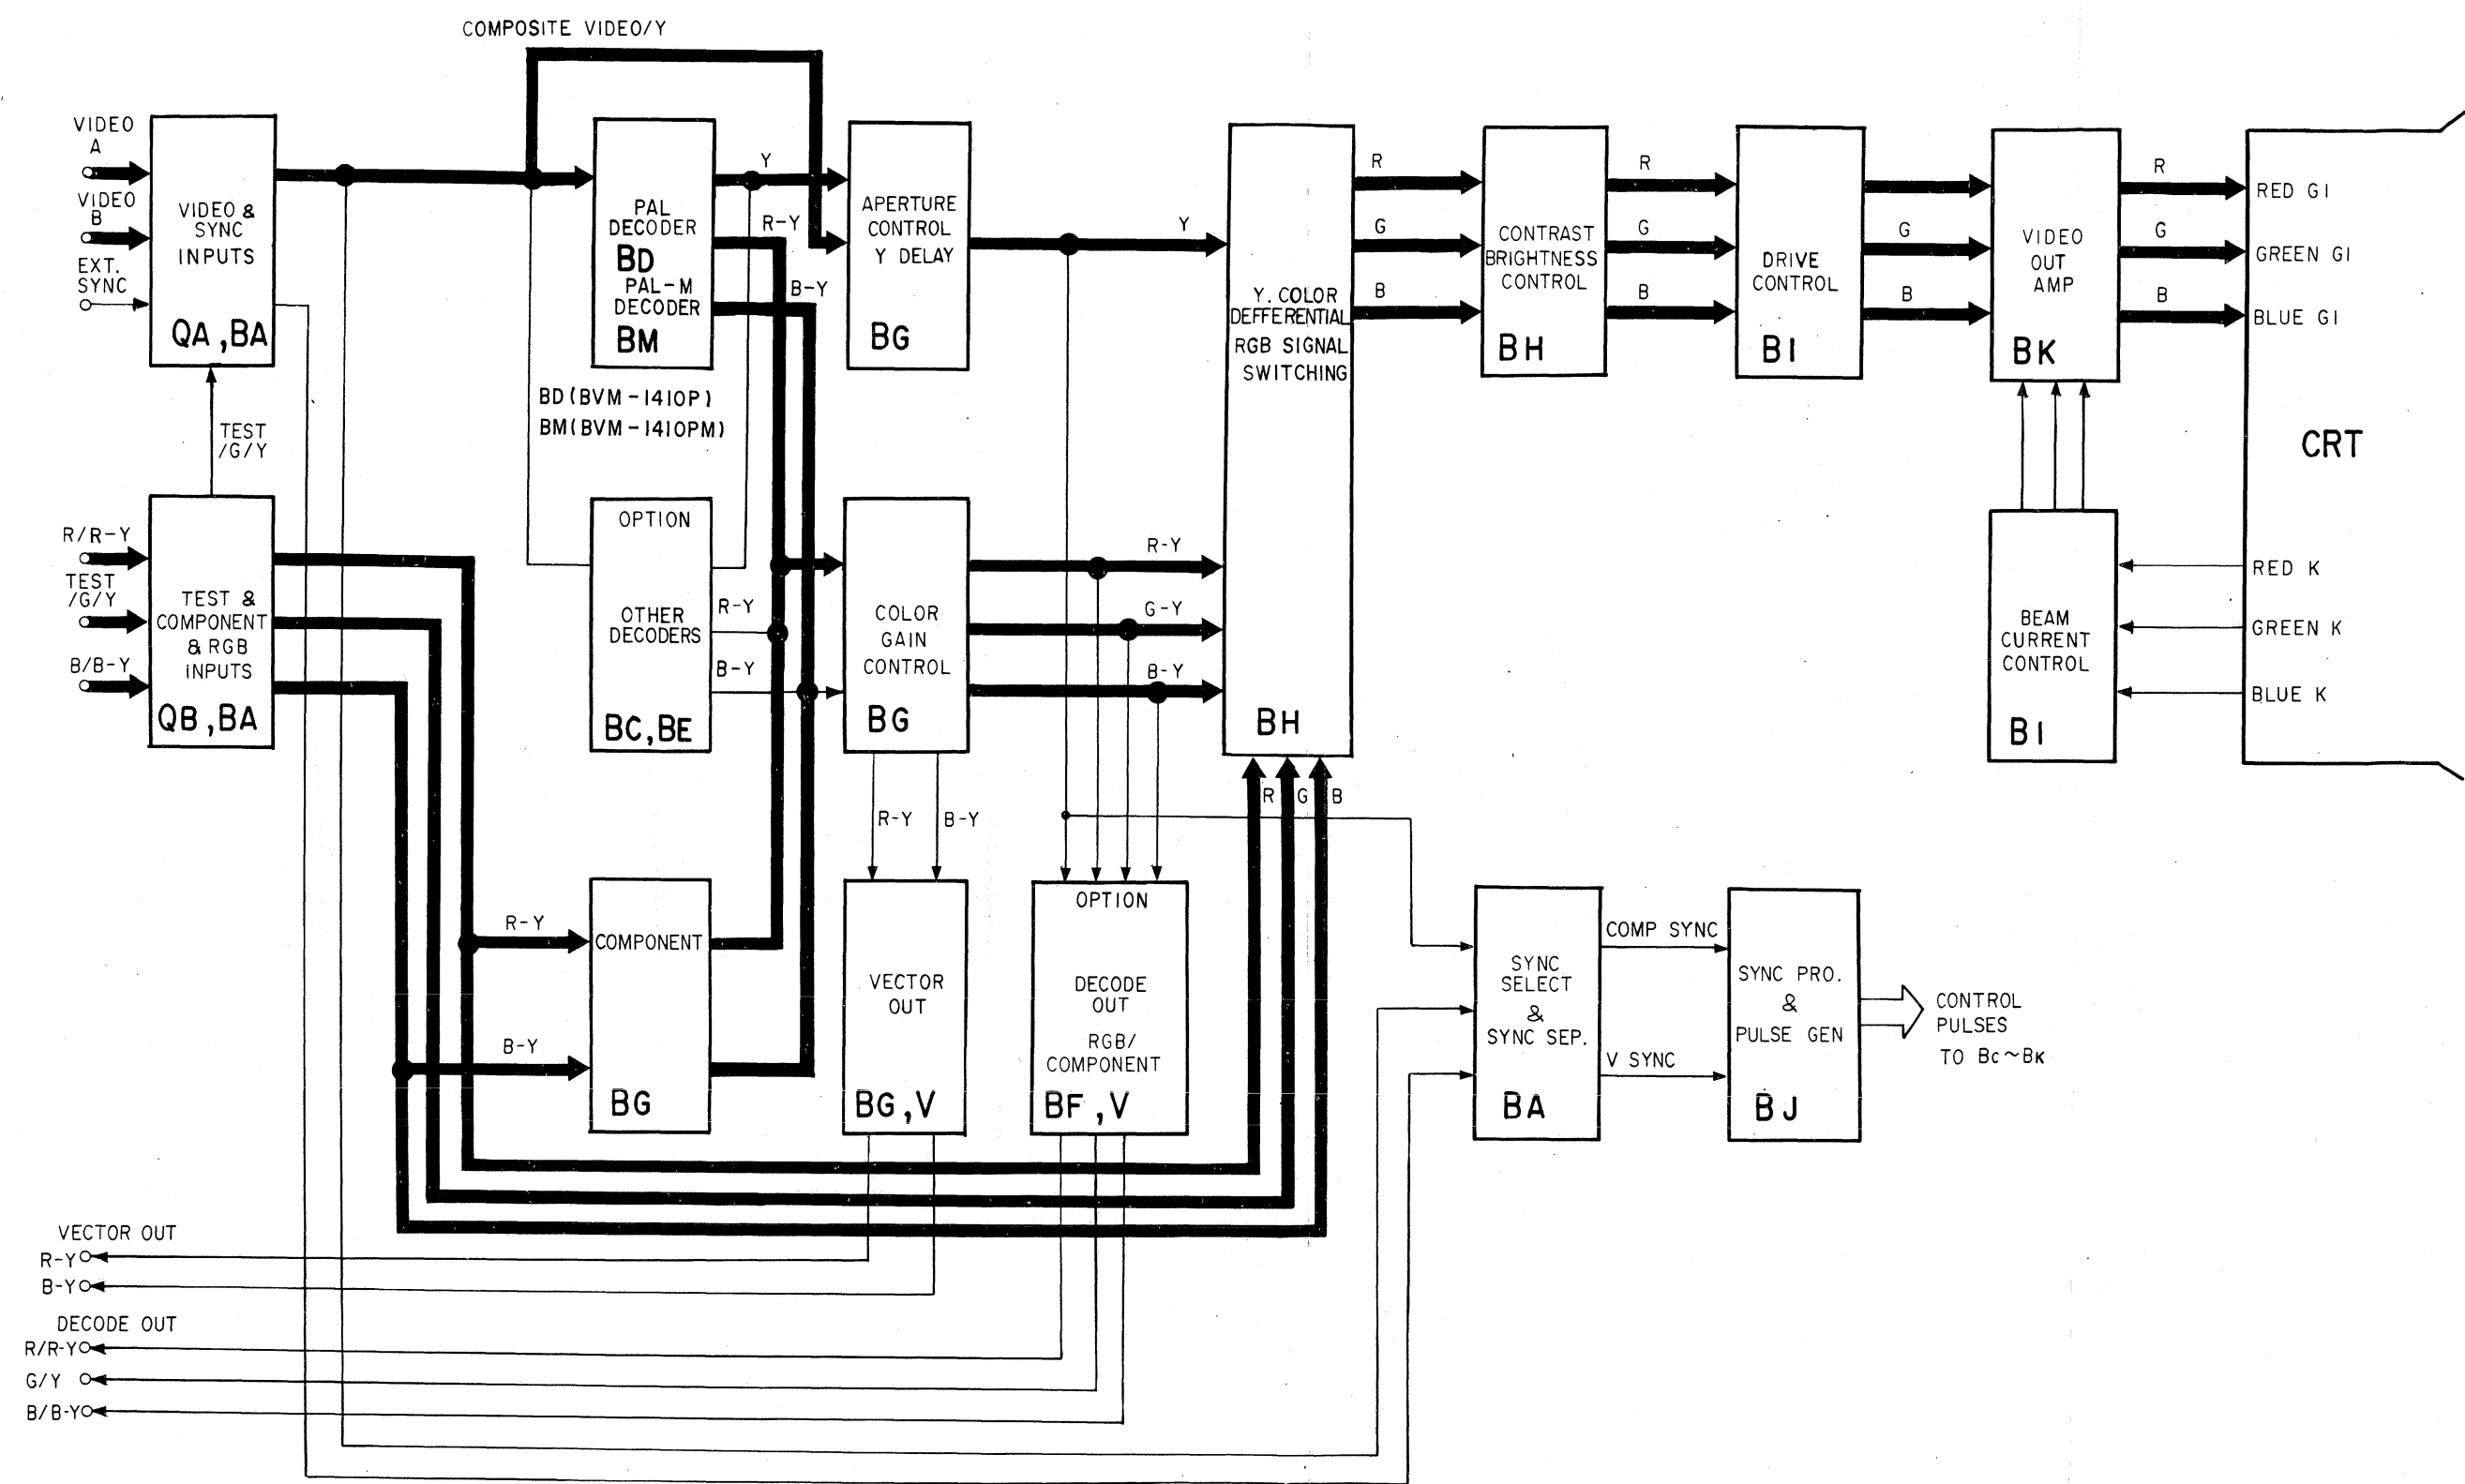 COMPOSITE VIDEO/Y
VIDEO
A
VIDEO
B
EXT.
SYNC
VIDEO &
SYNC
INPUTS
QA, BA
TEST
/G/Y
PAL
DECODER
BD
PAL-M
DECODER
BM
BD (BVM-1410P)
BM (BVM-1410PM)
Y
R-Y
B-Y
APERTURE
CONTROL
Y DELAY
BG
Y
Y. COLOR
DEFFERENTIAL
RGB SIGNAL
SWITCHING
BH
R
G
B
CONTRAST
BRIGHTNESS
CONTROL
BH
R
G
B
DRIVE
CONTROL
BI
G
B
VIDEO
OUT
AMP
BK
R
G
B
RED G1
GREEN G1
BLUE G1
CRT
RED K
GREEN K
BLUE K
BEAM
CURRENT
CONTROL
BI
R/R-Y
TEST
/G/Y
B/B-Y
TEST &
COMPONENT
& RGB
INPUTS
QB, BA
OPTION
OTHER
DECODERS
BC, BE
R-Y
B-Y
COLOR
GAIN
CONTROL
BG
R-Y
G-Y
B-Y
R-Y
B-Y
R
G
B
R-Y
B-Y
COMPONENT
BG
VECTOR
OUT
BG, V
OPTION
DECODE
OUT
RGB/
COMPONENT
BF, V
SYNC
SELECT
&
SYNC SEP.
BA
COMP SYNC
V SYNC
SYNC PRO.
&
PULSE GEN
BJ
CONTROL
PULSES
TO BC~BK
VECTOR OUT
R-Y
B-Y
DECODE OUT
R/R-Y
G/Y
B/B-Y